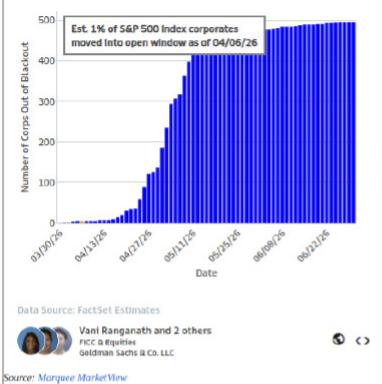 500
Est. 1% of S&P 500 Index corporates
moved into open window as of 04/06/26
400
300
200
100
0
Number of Corps Out of Blackout
03/30/26
04/13/26
04/27/26
05/11/26
05/25/26
06/08/26
06/22/26
Date
Data Source: FactSet Estimates
Vani Ranganath and 2 others
FICC & Equities
Goldman Sachs & Co. LLC
Source: Marquee MarketView